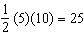 1/2 (5)(10) = 25